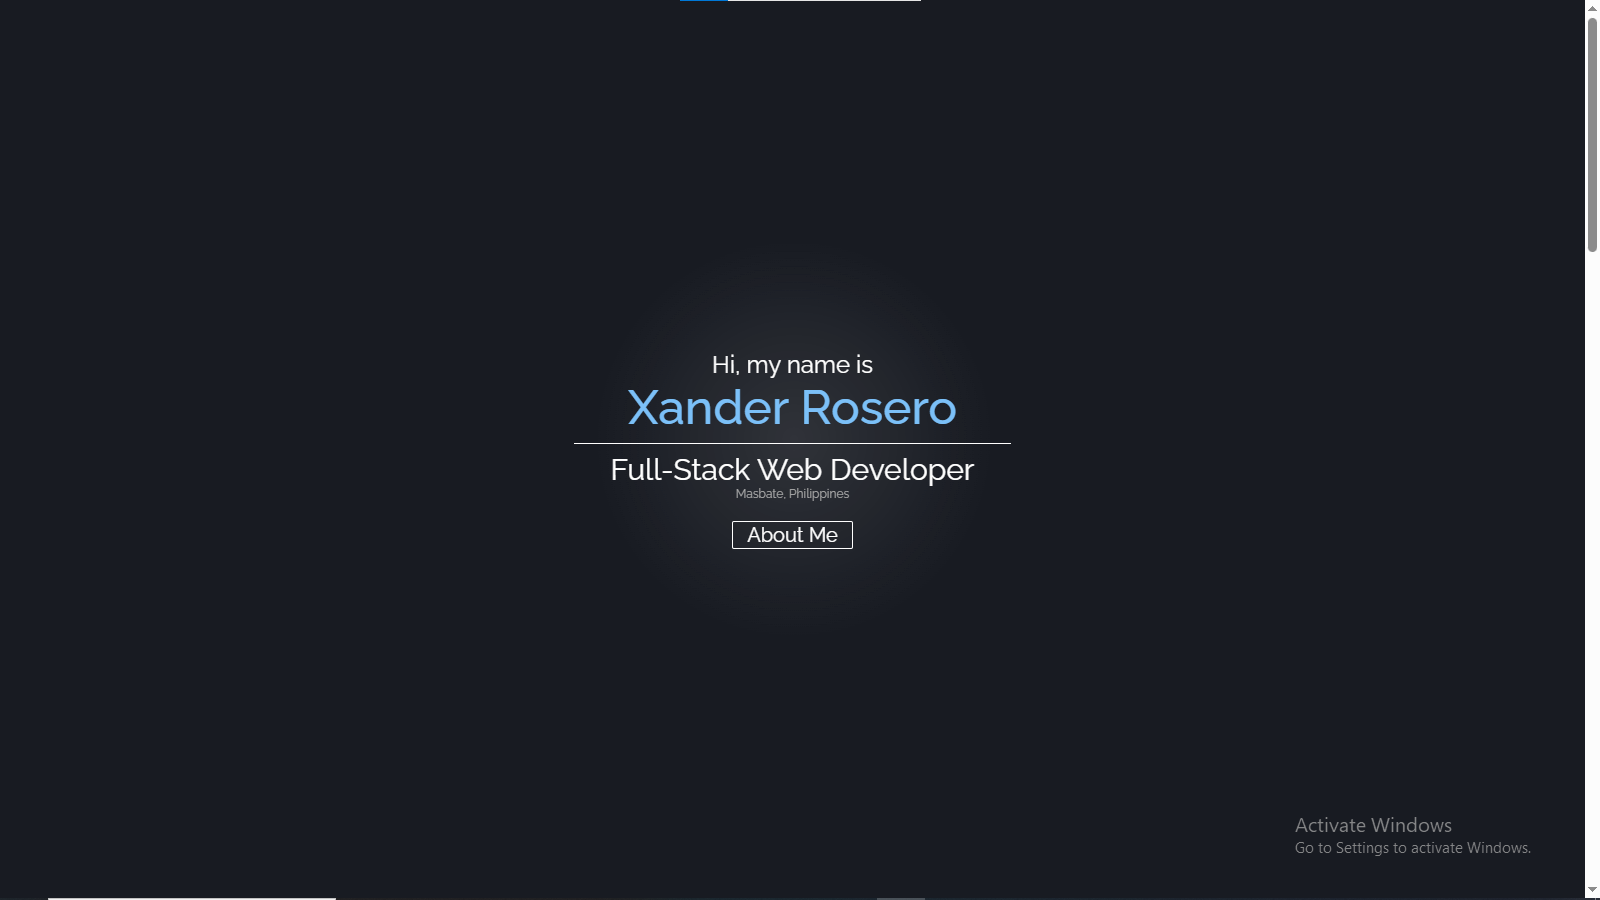 Hi, my name is
Xander Rosero
Full-Stack Web Developer
Masbate, Philippines
About Me
Activate Windows
Go to Settings to activate Windows.